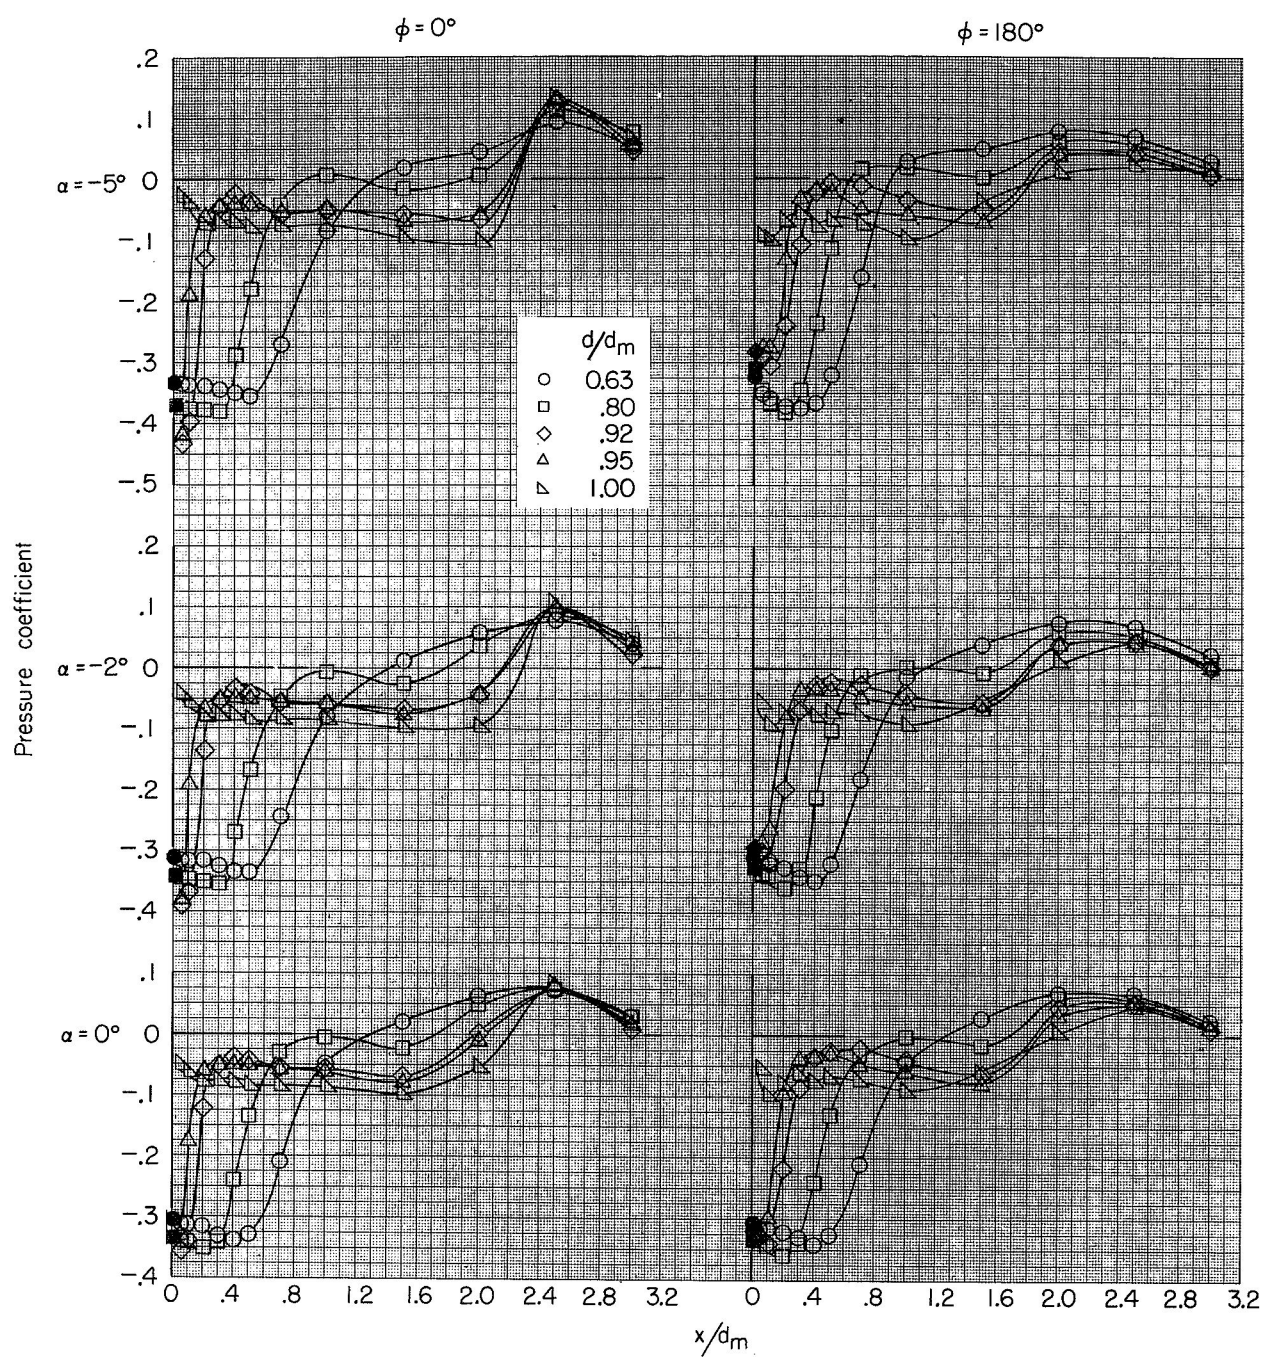 ϕ = 0°
ϕ = 180°
.2
.1
α = −5° 0
−.1
−.2
−.3
−.4
−.5
d/dm
0.63
.80
.92
.95
1.00
Pressure coefficient
.2
.1
α = −2° 0
−.1
−.2
−.3
−.4
.1
α = 0° 0
−.1
−.2
−.3
−.4
0 .4 .8 1.2 1.6 2.0 2.4 2.8 3.2
0 .4 .8 1.2 1.6 2.0 2.4 2.8 3.2
x/dm